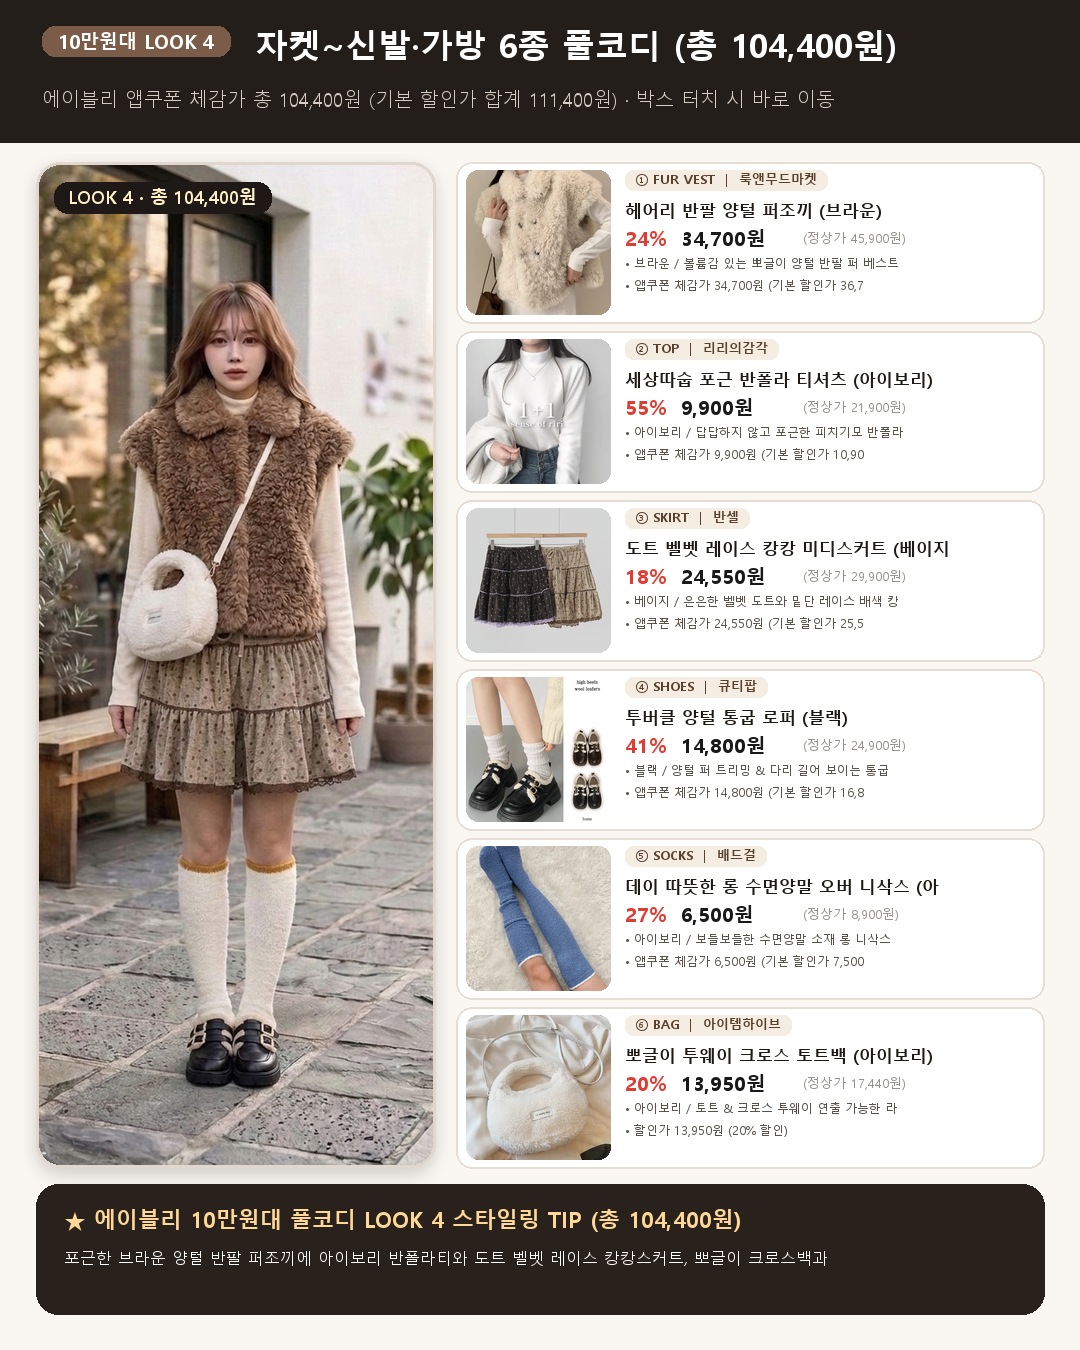 10만원대 LOOK 4
자켓~신발·가방 6종 풀코디 (총 104,400원)
에이블리 앱쿠폰 체감가 총 104,400원 (기본 할인가 합계 111,400원) · 박스 터치 시 바로 이동
LOOK 4 · 총 104,400원
① FUR VEST | 룩앤무드마켓
헤어리 반팔 양털 퍼조끼 (브라운)
24% 34,700원 (정상가 45,900원)
• 브라운 / 볼륨감 있는 뽀글이 양털 반팔 퍼 베스트
• 앱쿠폰 체감가 34,700원 (기본 할인가 36,7
1+1
sense of riri
② TOP | 리리의감각
세상따숩 포근 반폴라 티셔츠 (아이보리)
55% 9,900원 (정상가 21,900원)
• 아이보리 / 답답하지 않고 포근한 피치기모 반폴라
• 앱쿠폰 체감가 9,900원 (기본 할인가 10,90
③ SKIRT | 반셀
도트 벨벳 레이스 캉캉 미디스커트 (베이지
18% 24,550원 (정상가 29,900원)
• 베이지 / 은은한 벨벳 도트와 밑단 레이스 배색 캉
• 앱쿠폰 체감가 24,550원 (기본 할인가 25,5
high heels
wool loafers
④ SHOES | 큐티팝
투버클 양털 통굽 로퍼 (블랙)
41% 14,800원 (정상가 24,900원)
• 블랙 / 양털 퍼 트리밍 & 다리 길어 보이는 통굽
• 앱쿠폰 체감가 14,800원 (기본 할인가 16,8
⑤ SOCKS | 배드걸
데이 따뜻한 롱 수면양말 오버 니삭스 (아
27% 6,500원 (정상가 8,900원)
• 아이보리 / 보들보들한 수면양말 소재 롱 니삭스
• 앱쿠폰 체감가 6,500원 (기본 할인가 7,500
⑥ BAG | 아이템하이브
뽀글이 투웨이 크로스 토트백 (아이보리)
20% 13,950원 (정상가 17,440원)
• 아이보리 / 토트 & 크로스 투웨이 연출 가능한 라
• 할인가 13,950원 (20% 할인)
★ 에이블리 10만원대 풀코디 LOOK 4 스타일링 TIP (총 104,400원)
포근한 브라운 양털 반팔 퍼조끼에 아이보리 반폴라티와 도트 벨벳 레이스 캉캉스커트, 뽀글이 크로스백과